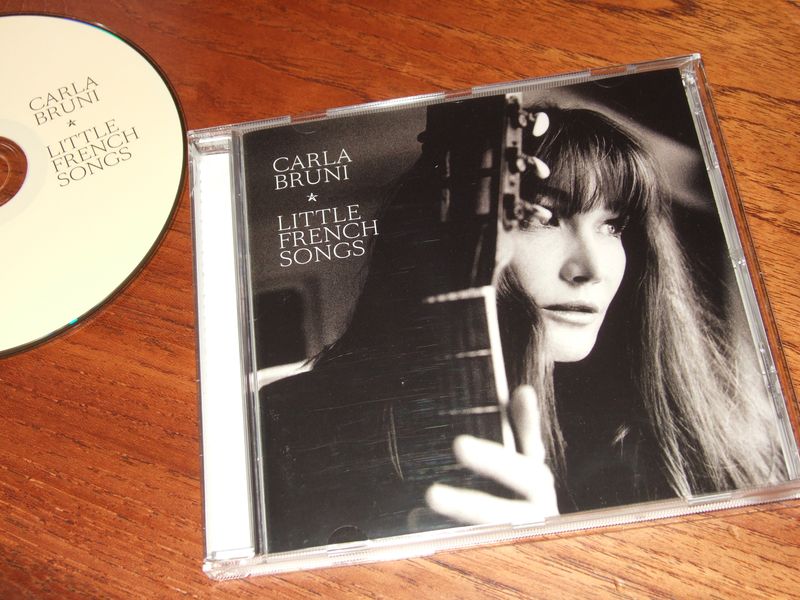 CARLA
BRUNI
LITTLE
FRENCH
SONGS
CARLA
BRUNI
LITTLE
FRENCH
SONGS